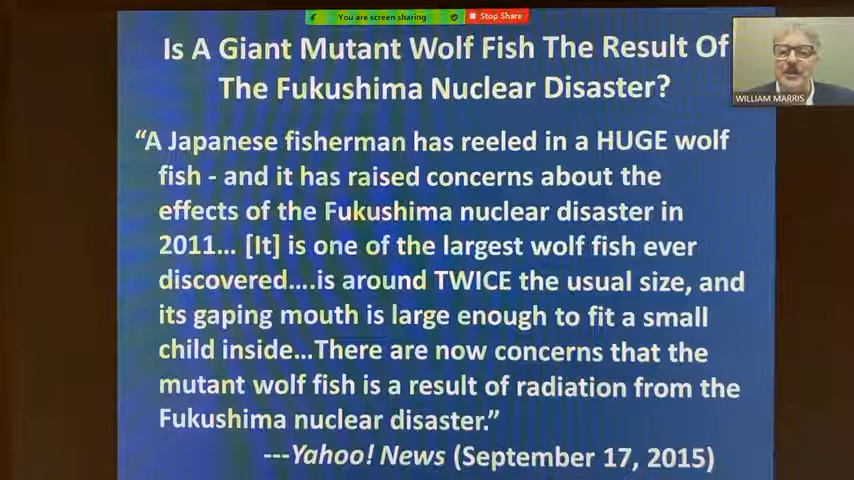 You are screen sharing
Stop Share
Is A Giant Mutant Wolf Fish The Result Of
The Fukushima Nuclear Disaster?
WILLIAM MARRIS
“A Japanese fisherman has reeled in a HUGE wolf
fish - and it has raised concerns about the
effects of the Fukushima nuclear disaster in
2011... [It] is one of the largest wolf fish ever
discovered....is around TWICE the usual size, and
its gaping mouth is large enough to fit a small
child inside...There are now concerns that the
mutant wolf fish is a result of radiation from the
Fukushima nuclear disaster.”
---Yahoo! News (September 17, 2015)